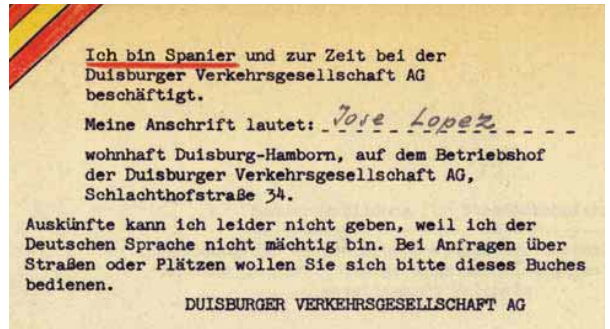 Ich bin Spanier und zur Zeit bei der
Duisburger Verkehrsgesellschaft AG
beschäftigt.
Meine Anschrift lautet: Jose Lopez
wohnhaft Duisburg-Hamborn, auf dem Betriebshof
der Duisburger Verkehrsgesellschaft AG,
Schlachthofstraße 34.
Auskünfte kann ich leider nicht geben, weil ich der
Deutschen Sprache nicht mächtig bin. Bei Anfragen über
Straßen oder Plätzen wollen Sie sich bitte dieses Buches
bedienen.
DUISBURGER VERKEHRSGESELLSCHAFT AG